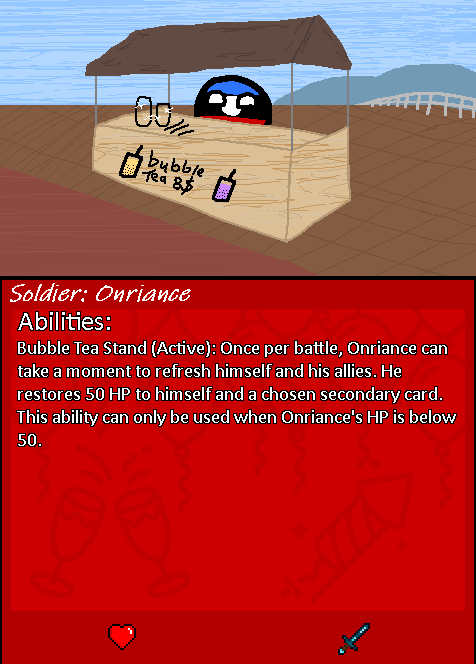 bubble
Tea 8$
Soldier: Onriance
Abilities:
Bubble Tea Stand (Active): Once per battle, Onriance can
take a moment to refresh himself and his allies. He
restores 50 HP to himself and a chosen secondary card.
This ability can only be used when Onriance's HP is below
50.